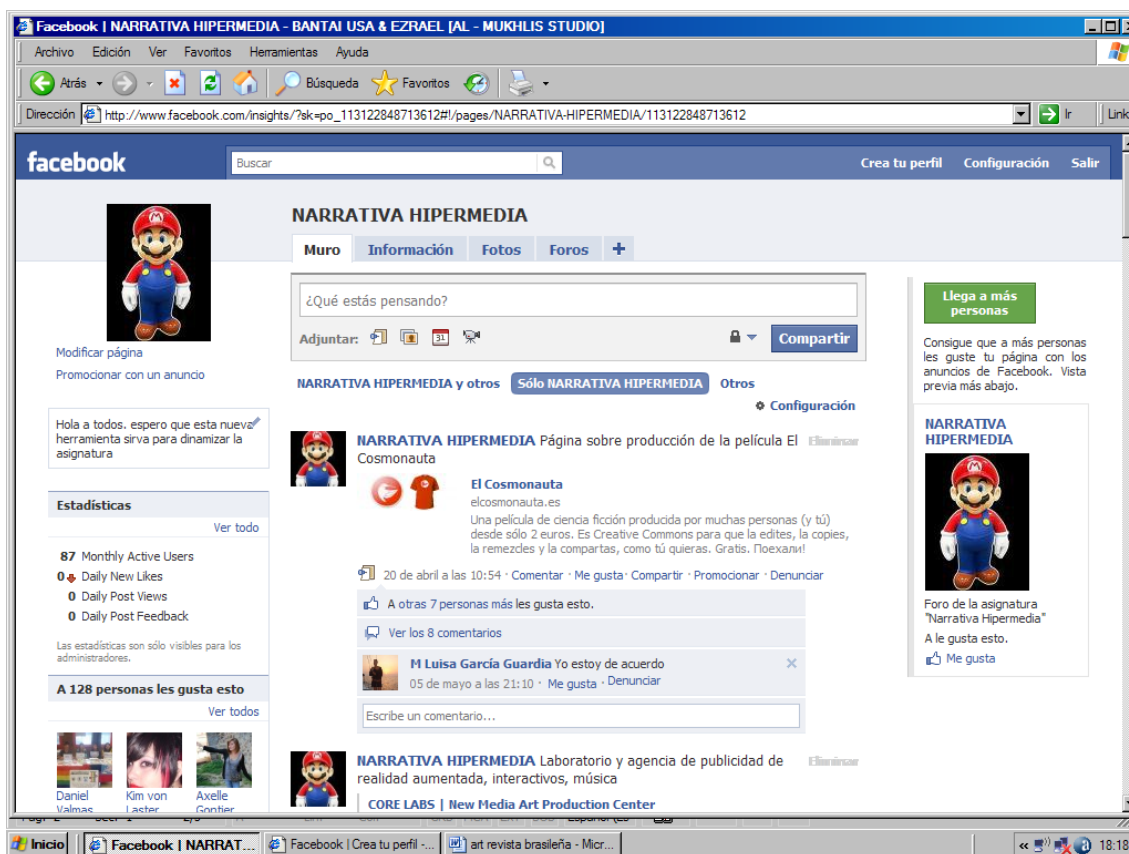 Facebook | NARRATIVA HIPERMEDIA - BANTAI USA & EZRAEL [AL - MUKHLIS STUDIO]
Archivo Edición Ver Favoritos Herramientas Ayuda
Atrás Búsqueda Favoritos
Dirección http://www.facebook.com/insights/?sk=po_113122848713612#!/pages/NARRATIVA-HIPERMEDIA/113122848713612 Ir Link
facebook Buscar Crea tu perfil Configuración Salir
NARRATIVA HIPERMEDIA
Muro Información Fotos Foros +
¿Qué estás pensando?
Adjuntar: 31 Compartir
NARRATIVA HIPERMEDIA y otros Sólo NARRATIVA HIPERMEDIA Otros
Configuración
Modificar página
Promocionar con un anuncio
Hola a todos. espero que esta nueva
herramienta sirva para dinamizar la
asignatura
Estadísticas
Ver todo
87 Monthly Active Users
0 Daily New Likes
0 Daily Post Views
0 Daily Post Feedback
Las estadísticas son sólo visibles para los
administradores.
A 128 personas les gusta esto
Ver todos
Daniel Kim von Axelle
Valmas Laster Gontier
NARRATIVA HIPERMEDIA Página sobre producción de la película El Eliminar
Cosmonauta
El Cosmonauta
elcosmonauta.es
Una película de ciencia ficción producida por muchas personas (y tú)
desde sólo 2 euros. Es Creative Commons para que la edites, la copies,
la remezcles y la compartas, como tú quieras. Gratis. Поехали!
20 de abril a las 10:54 · Comentar · Me gusta · Compartir · Promocionar · Denunciar
A otras 7 personas más les gusta esto.
Ver los 8 comentarios
M Luisa García Guardia Yo estoy de acuerdo
05 de mayo a las 21:10 · Me gusta · Denunciar
Escribe un comentario...
NARRATIVA HIPERMEDIA Laboratorio y agencia de publicidad de Eliminar
realidad aumentada, interactivos, música
CORE LABS | New Media Art Production Center
Llega a más
personas
Consigue que a más personas
les guste tu página con los
anuncios de Facebook. Vista
previa más abajo.
NARRATIVA
HIPERMEDIA
Foro de la asignatura
"Narrativa Hipermedia"
A le gusta esto.
Me gusta
Inicio Facebook | NARRAT... Facebook | Crea tu perfil -... art revista brasileña - Micr... 18:18